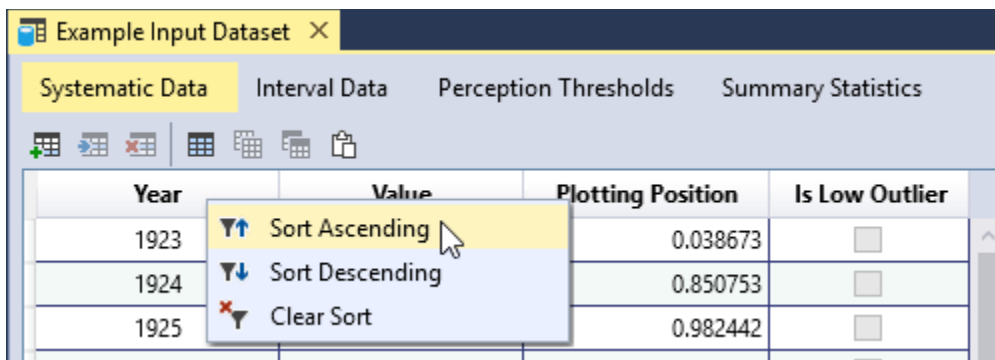 Example Input Dataset
Systematic Data Interval Data Perception Thresholds Summary Statistics
Year Value Plotting Position Is Low Outlier
1923 Sort Ascending 0.038673
1924 Sort Descending 0.850753
1925 Clear Sort 0.982442